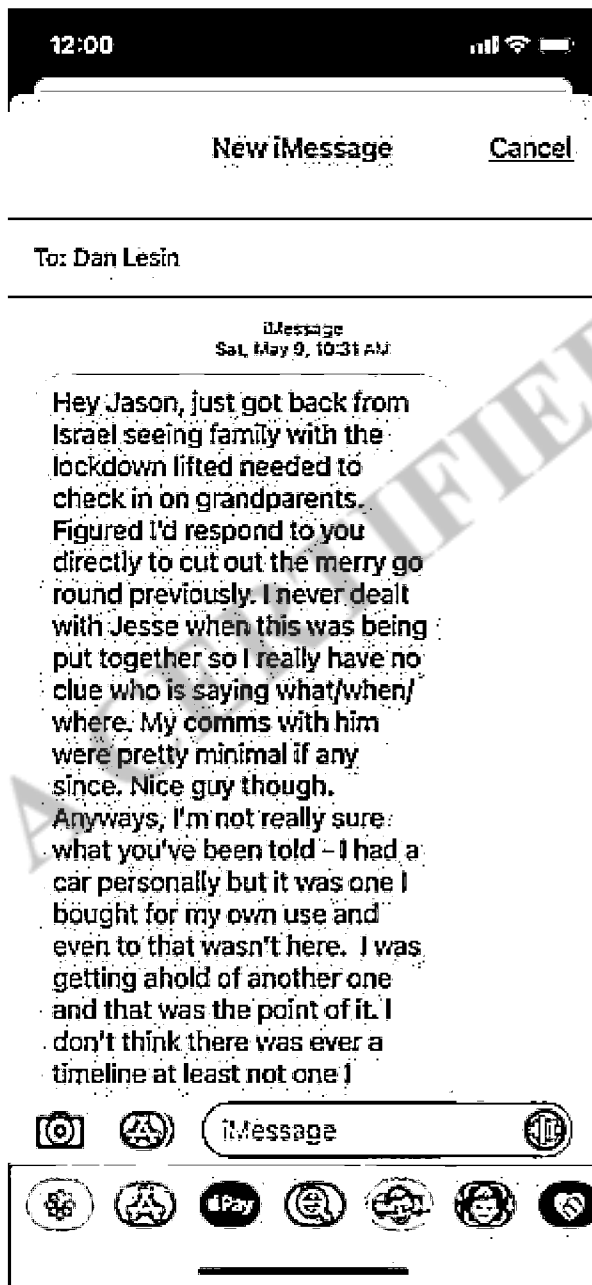 12:00
New iMessage
Cancel
To: Dan Lesin
iMessage
Sat, May 9, 10:31 AM
Hey Jason, just got back from
Israel seeing family with the
lockdown lifted needed to
check in on grandparents.
Figured I'd respond to you
directly to cut out the merry go
round previously. I never dealt
with Jesse when this was being
put together so I really have no
clue who is saying what/when/
where. My comms with him
were pretty minimal if any
since. Nice guy though.
Anyways, I'm not really sure
what you've been told – I had a
car personally but it was one I
bought for my own use and
even to that wasn't here.  I was
getting ahold of another one
and that was the point of it. I
don't think there was ever a
timeline at least not one I
iMessage
Pay
A CERTIFIE